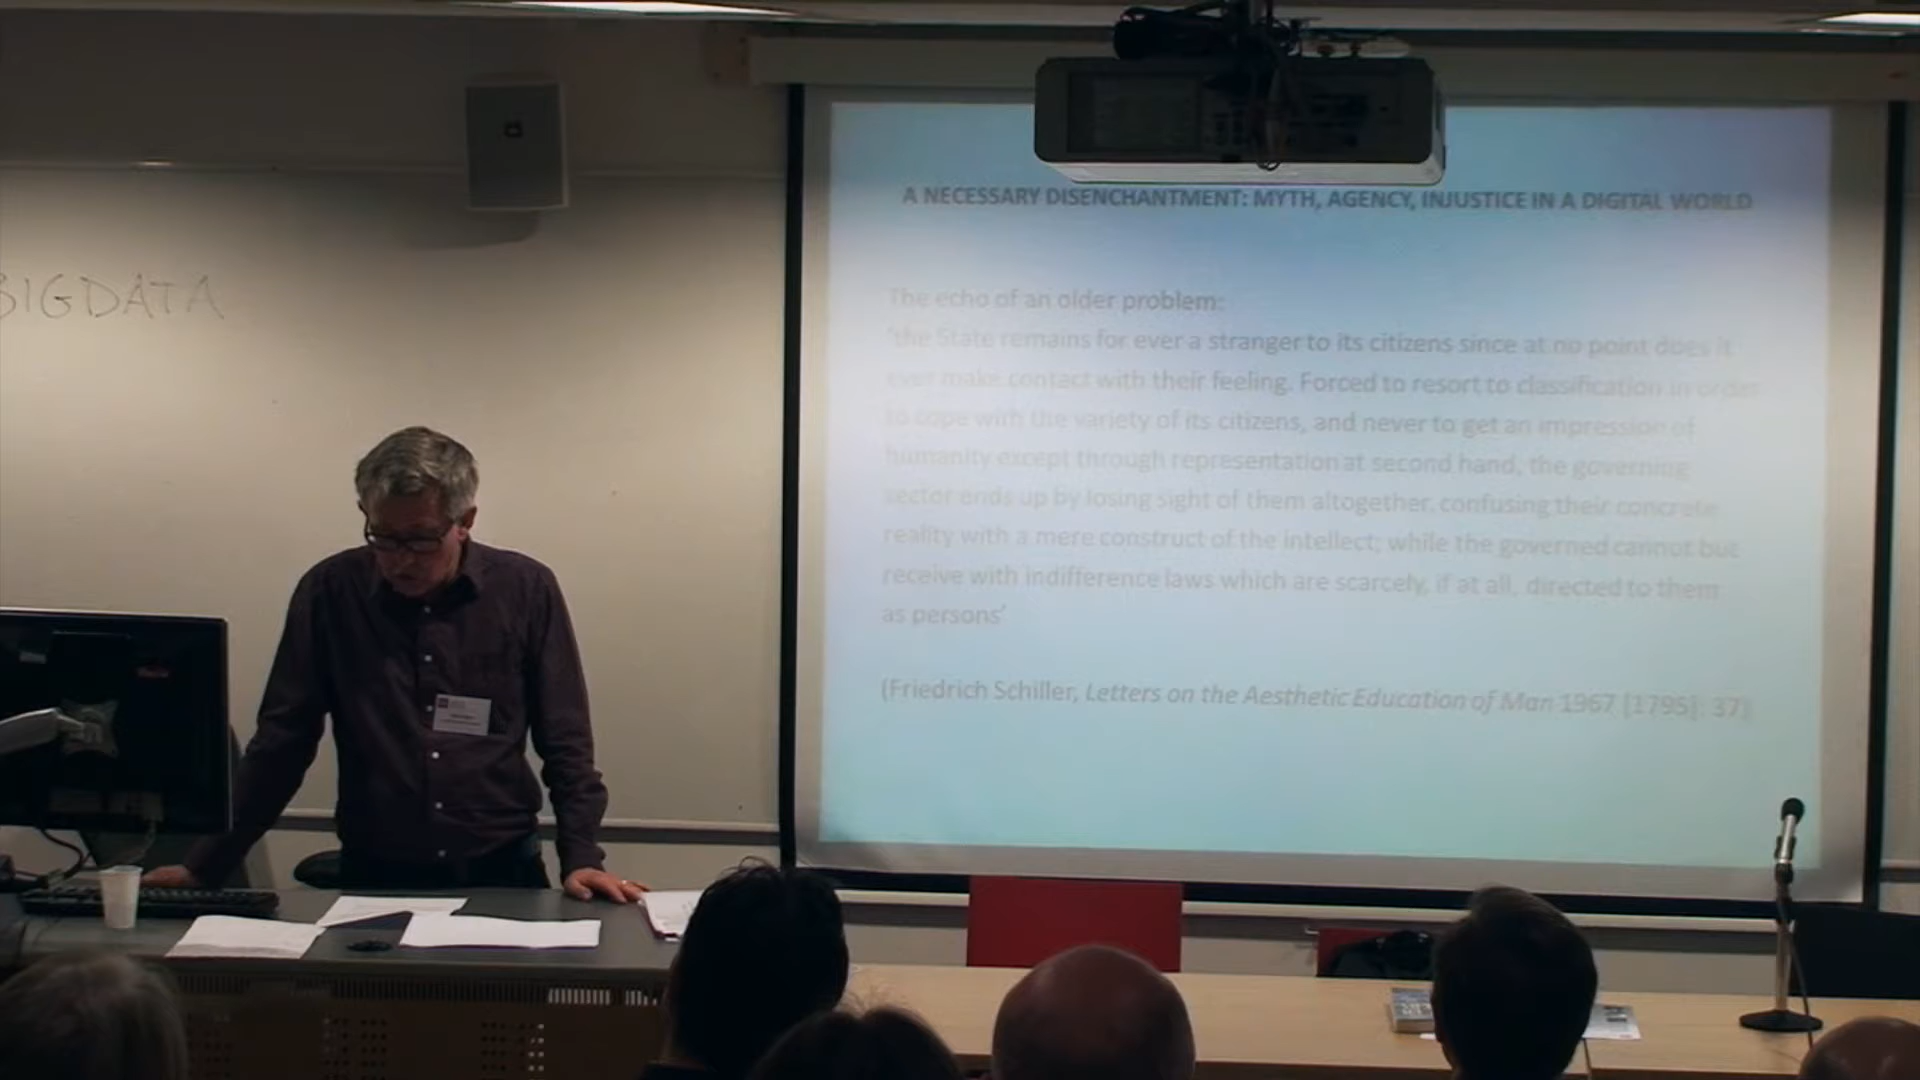 BIGDATA
A NECESSARY DISENCHANTMENT: MYTH, AGENCY, INJUSTICE IN A DIGITAL WORLD
The echo of an older problem:
'the State remains for ever a stranger to its citizens since at no point does it
ever make contact with their feeling. Forced to resort to classification in order
to cope with the variety of its citizens, and never to get an impression of
humanity except through representation at second hand, the governing
sector ends up by losing sight of them altogether, confusing their concrete
reality with a mere construct of the intellect; while the governed cannot but
receive with indifference laws which are scarcely, if at all, directed to them
as persons'
(Friedrich Schiller, Letters on the Aesthetic Education of Man 1967 [1795]: 37)